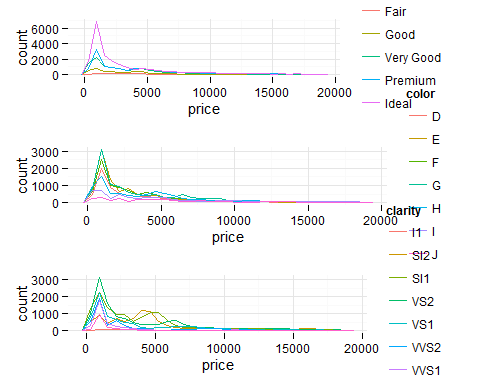 Fair
Good
Very Good
Premium
Ideal
6000
4000
2000
0
count
0
5000
10000
15000
20000
price
color
D
E
F
G
H
I
J
3000
2000
1000
0
count
0
5000
10000
15000
20000
price
clarity
I1
SI2
SI1
VS2
VS1
VVS2
VVS1
3000
2000
1000
0
count
0
5000
10000
15000
20000
price